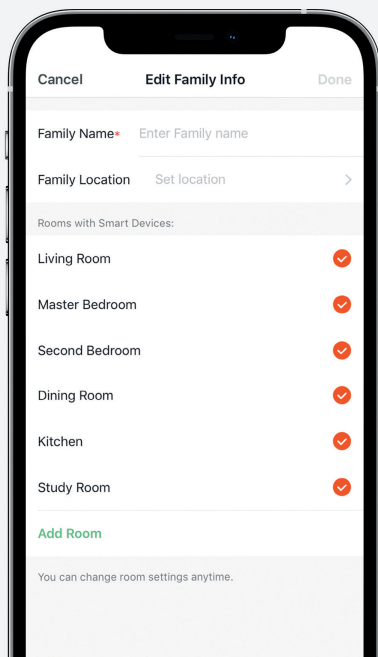 Cancel Edit Family Info Done
Family Name* Enter Family name
Family Location Set location
Rooms with Smart Devices:
Living Room
Master Bedroom
Second Bedroom
Dining Room
Kitchen
Study Room
Add Room
You can change room settings anytime.